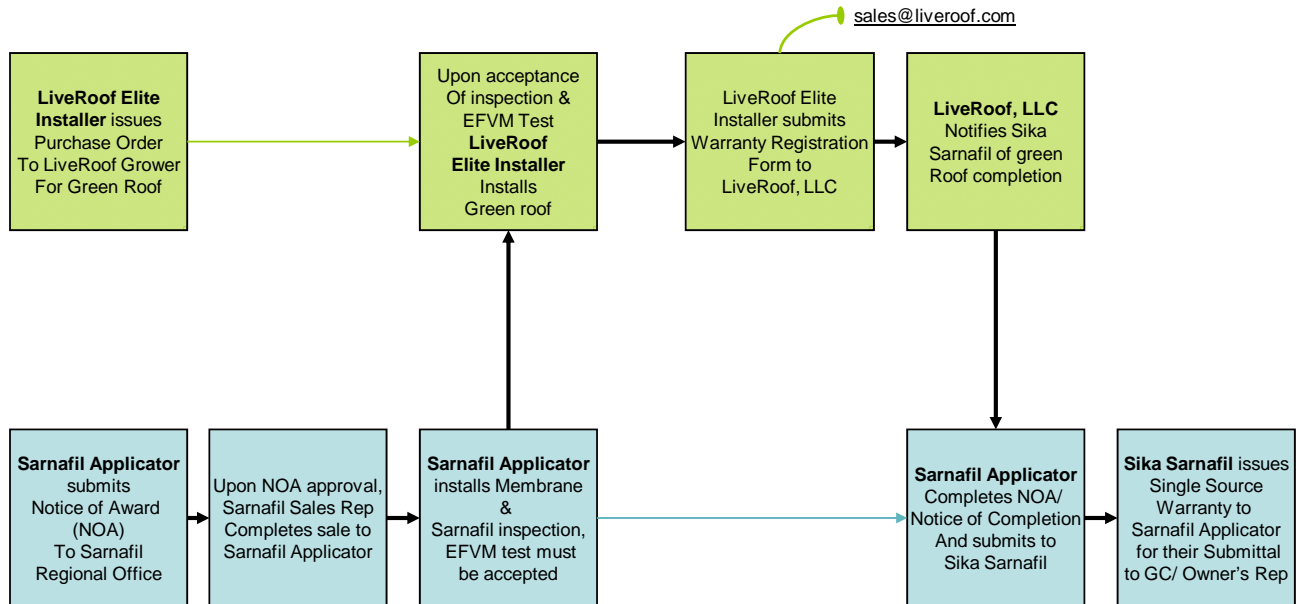 sales@liveroof.com
LiveRoof Elite
Installer issues
Purchase Order
To LiveRoof Grower
For Green Roof
Upon acceptance
Of inspection &
EFVM Test
LiveRoof
Elite Installer
Installs
Green roof
LiveRoof Elite
Installer submits
Warranty Registration
Form to
LiveRoof, LLC
LiveRoof, LLC
Notifies Sika
Sarnafil of green
Roof completion
Sarnafil Applicator
submits
Notice of Award
(NOA)
To Sarnafil
Regional Office
Upon NOA approval,
Sarnafil Sales Rep
Completes sale to
Sarnafil Applicator
Sarnafil Applicator
installs Membrane
&
Sarnafil inspection,
EFVM test must
be accepted
Sarnafil Applicator
Completes NOA/
Notice of Completion
And submits to
Sika Sarnafil
Sika Sarnafil issues
Single Source
Warranty to
Sarnafil Applicator
for their Submittal
to GC/ Owner's Rep